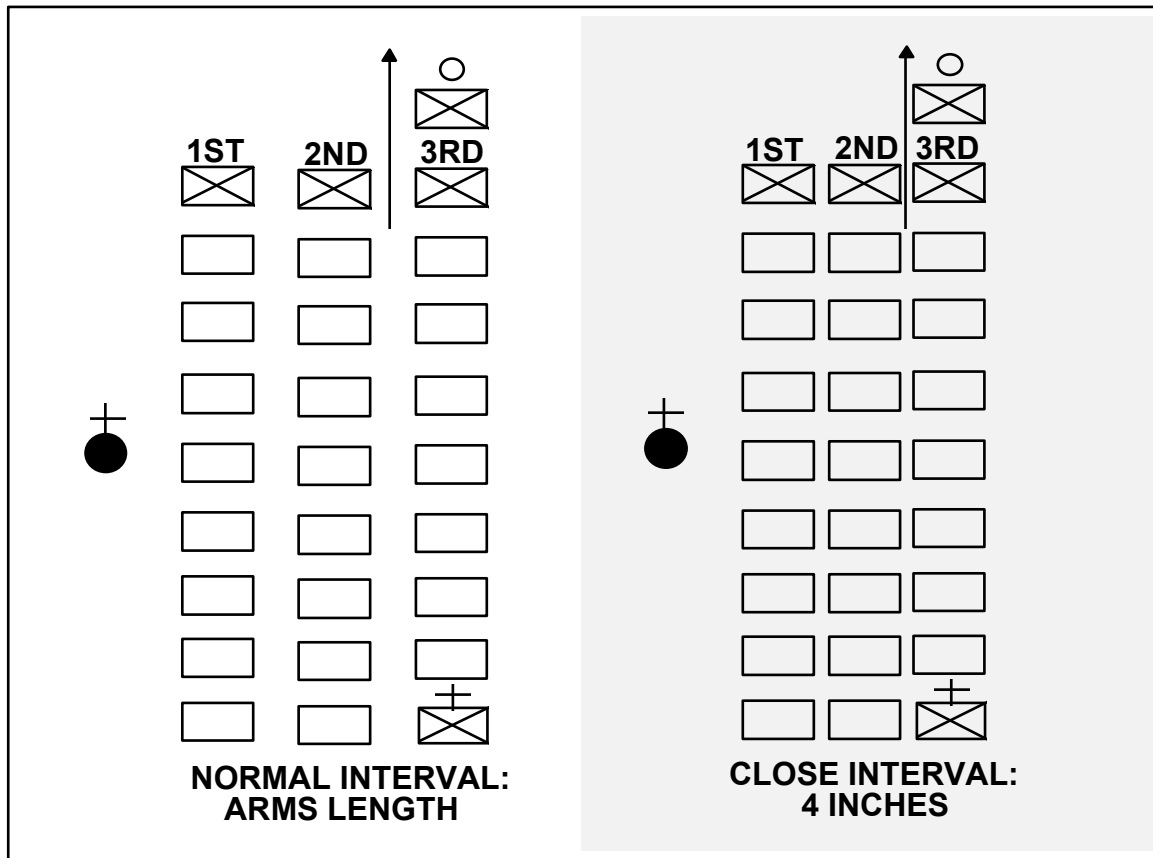 1ST 2ND 3RD
NORMAL INTERVAL:
ARMS LENGTH
1ST 2ND 3RD
CLOSE INTERVAL:
4 INCHES